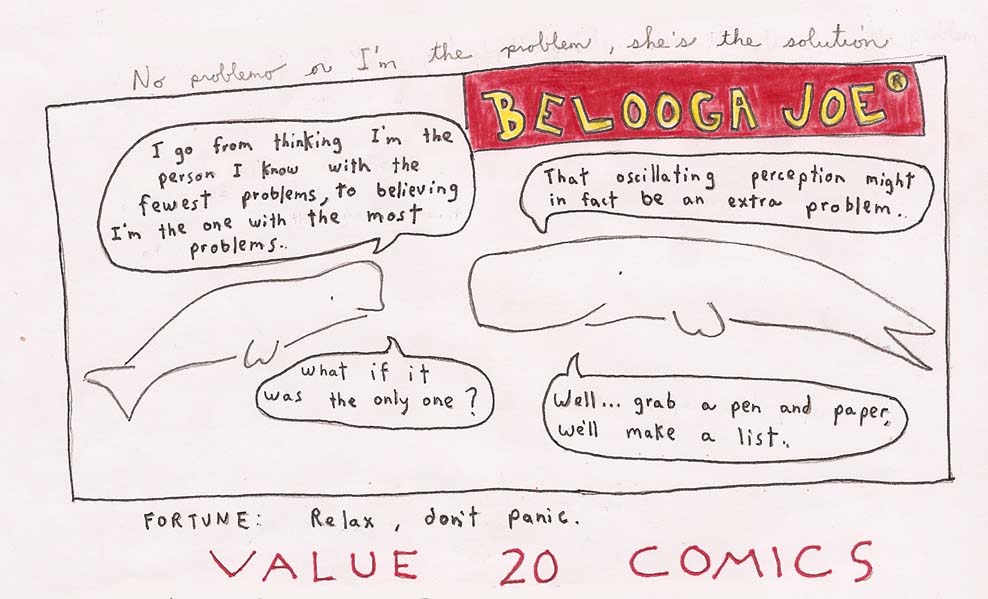 No problemo or I'm the problem, she's the solution
BELOOGA JOE®
I go from thinking I'm the
person I know with the
fewest problems, to believing
I'm the one with the most
problems..
That oscillating perception might
in fact be an extra problem..
What if it
was the only one?
Well... grab a pen and paper,
we'll make a list..
FORTUNE: Relax, don't panic.
VALUE 20 COMICS